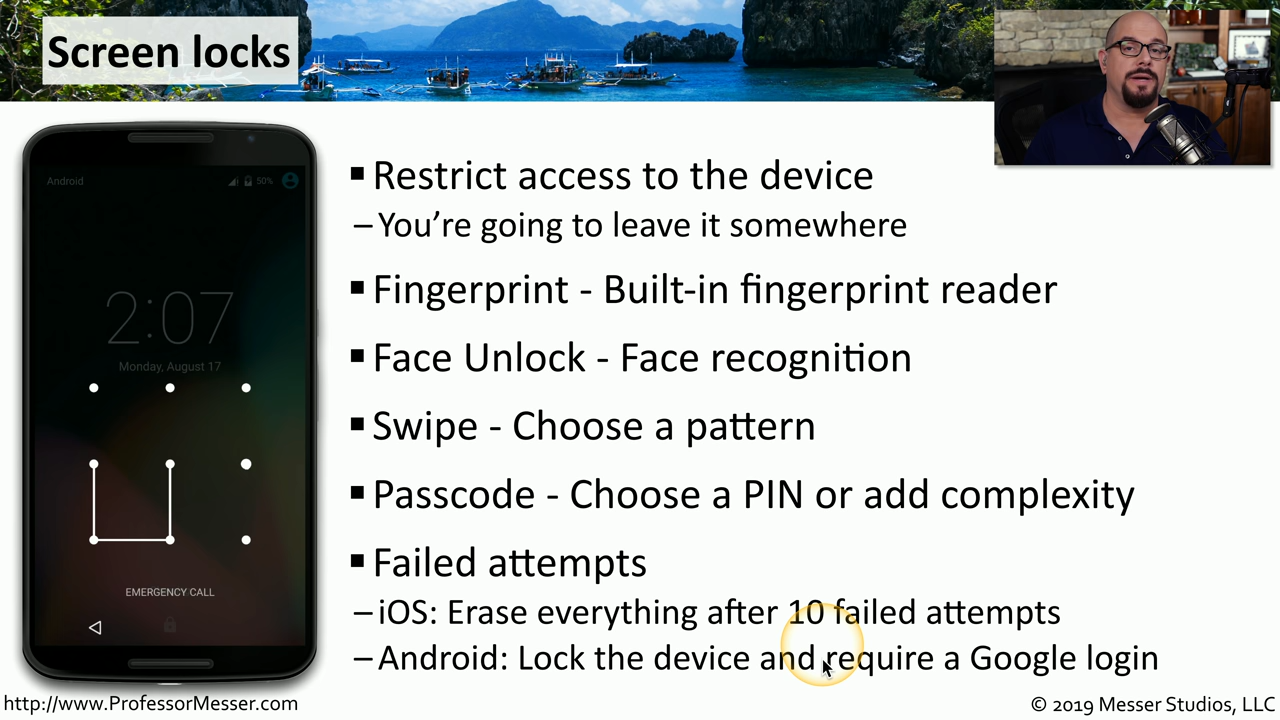 Screen locks
Android
50%
2:07
Monday, August 17
EMERGENCY CALL
▪ Restrict access to the device
– You're going to leave it somewhere
▪ Fingerprint - Built-in fingerprint reader
▪ Face Unlock - Face recognition
▪ Swipe - Choose a pattern
▪ Passcode - Choose a PIN or add complexity
▪ Failed attempts
– iOS: Erase everything after 10 failed attempts
– Android: Lock the device and require a Google login
http://www.ProfessorMesser.com
© 2019 Messer Studios, LLC